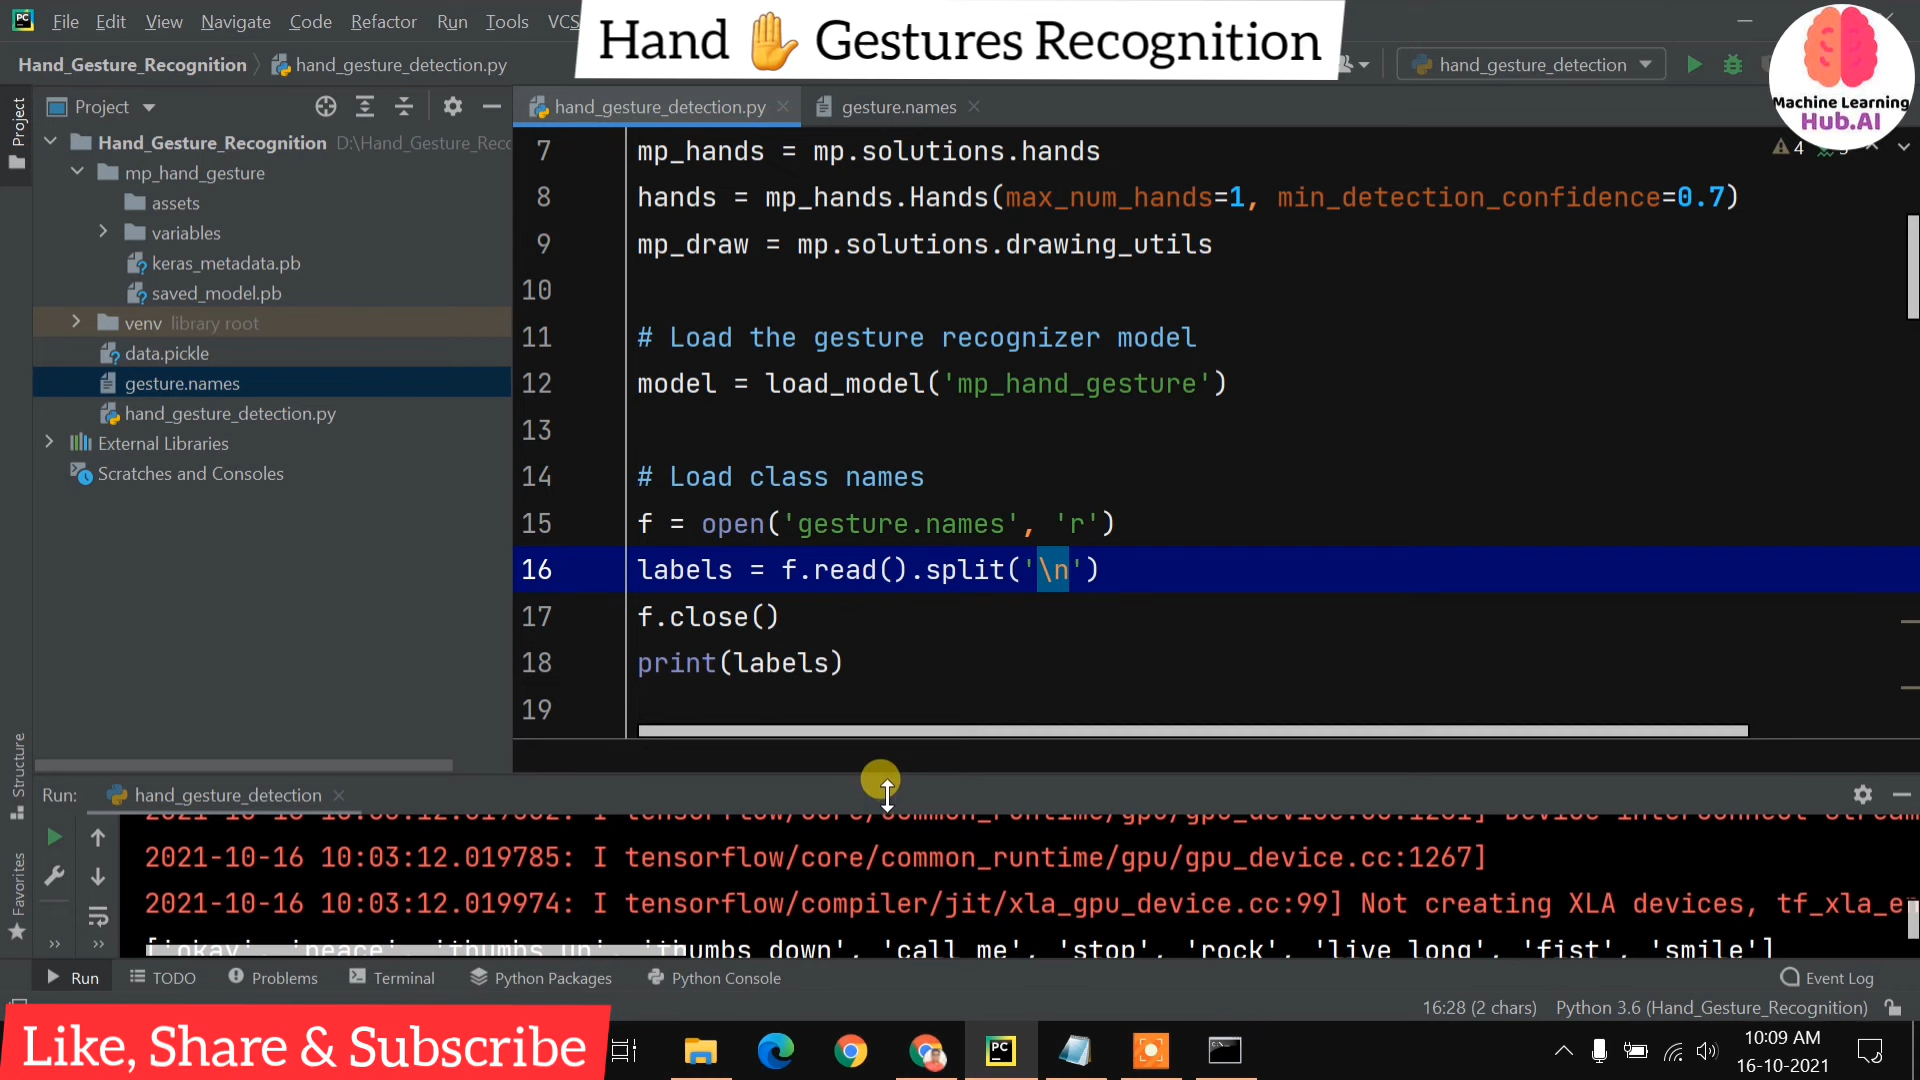 File Edit View Navigate Code Refactor Run Tools VCS
Hand ✋ Gestures Recognition
Machine Learning
Hub.AI
Hand_Gesture_Recognition hand_gesture_detection.py
hand_gesture_detection
Project
Project
hand_gesture_detection.py
gesture.names
Hand_Gesture_Recognition D:\Hand_Gesture_Rec
mp_hand_gesture
assets
variables
keras_metadata.pb
saved_model.pb
venv library root
data.pickle
gesture.names
hand_gesture_detection.py
External Libraries
Scratches and Consoles
4
7 mp_hands = mp.solutions.hands
8 hands = mp_hands.Hands(max_num_hands=1, min_detection_confidence=0.7)
9 mp_draw = mp.solutions.drawing_utils
10
11 # Load the gesture recognizer model
12 model = load_model('mp_hand_gesture')
13
14 # Load class names
15 f = open('gesture.names', 'r')
16 labels = f.read().split('\n')
17 f.close()
18 print(labels)
19
Structure
Favorites
Run: hand_gesture_detection
2021-10-16 10:03:12.019785: I tensorflow/core/common_runtime/gpu/gpu_device.cc:1267]
2021-10-16 10:03:12.019974: I tensorflow/compiler/jit/xla_gpu_device.cc:99] Not creating XLA devices, tf_xla_e
['okay', 'peace', 'thumbs up', 'thumbs down', 'call me', 'stop', 'rock', 'live long', 'fist', 'smile']
Run TODO Problems Terminal Python Packages Python Console Event Log
16:28 (2 chars) Python 3.6 (Hand_Gesture_Recognition)
Like, Share & Subscribe
10:09 AM
16-10-2021